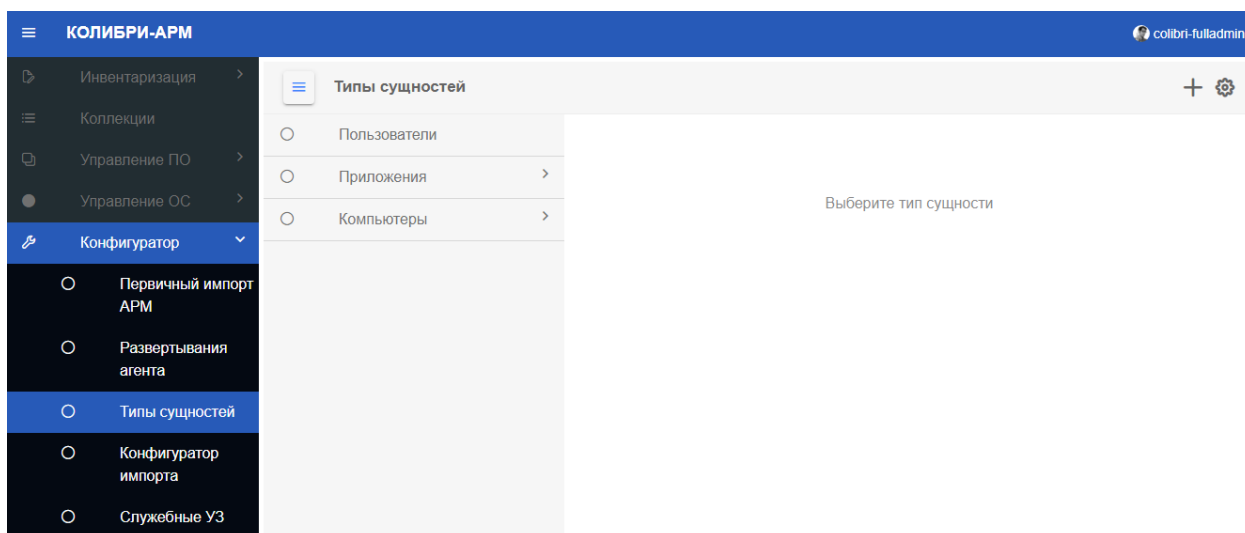 КОЛИБРИ-АРМ
colibri-fulladmin
Инвентаризация
Коллекции
Управление ПО
Управление ОС
Конфигуратор
Первичный импорт
АРМ
Развертывания
агента
Типы сущностей
Конфигуратор
импорта
Служебные УЗ
Типы сущностей
Пользователи
Приложения
Компьютеры
Выберите тип сущности